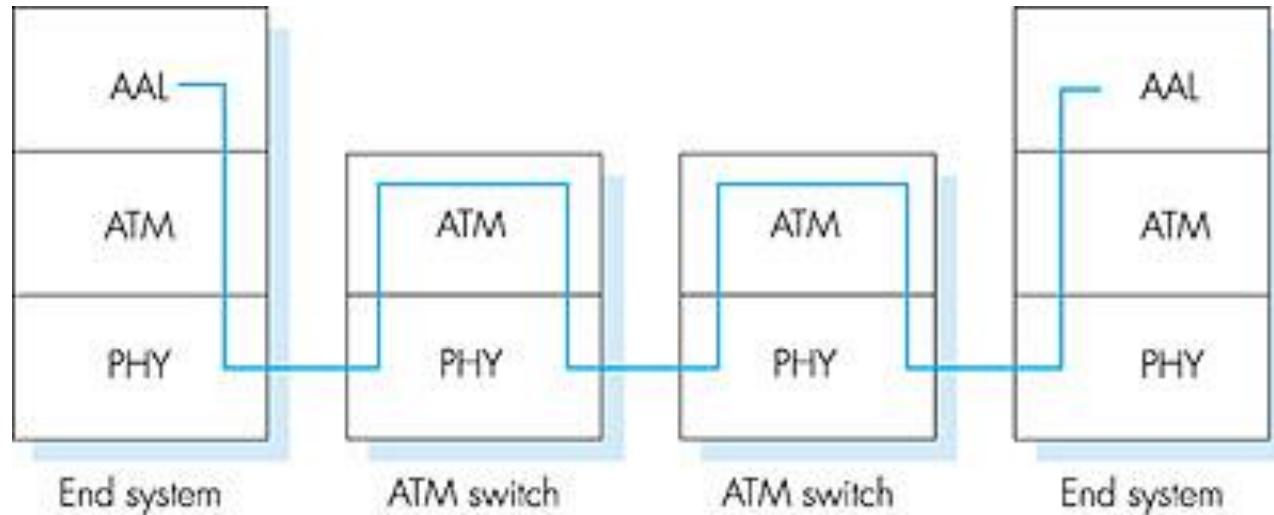 AAL
AAL
ATM
ATM
ATM
ATM
PHY
PHY
PHY
PHY
End system
ATM switch
ATM switch
End system